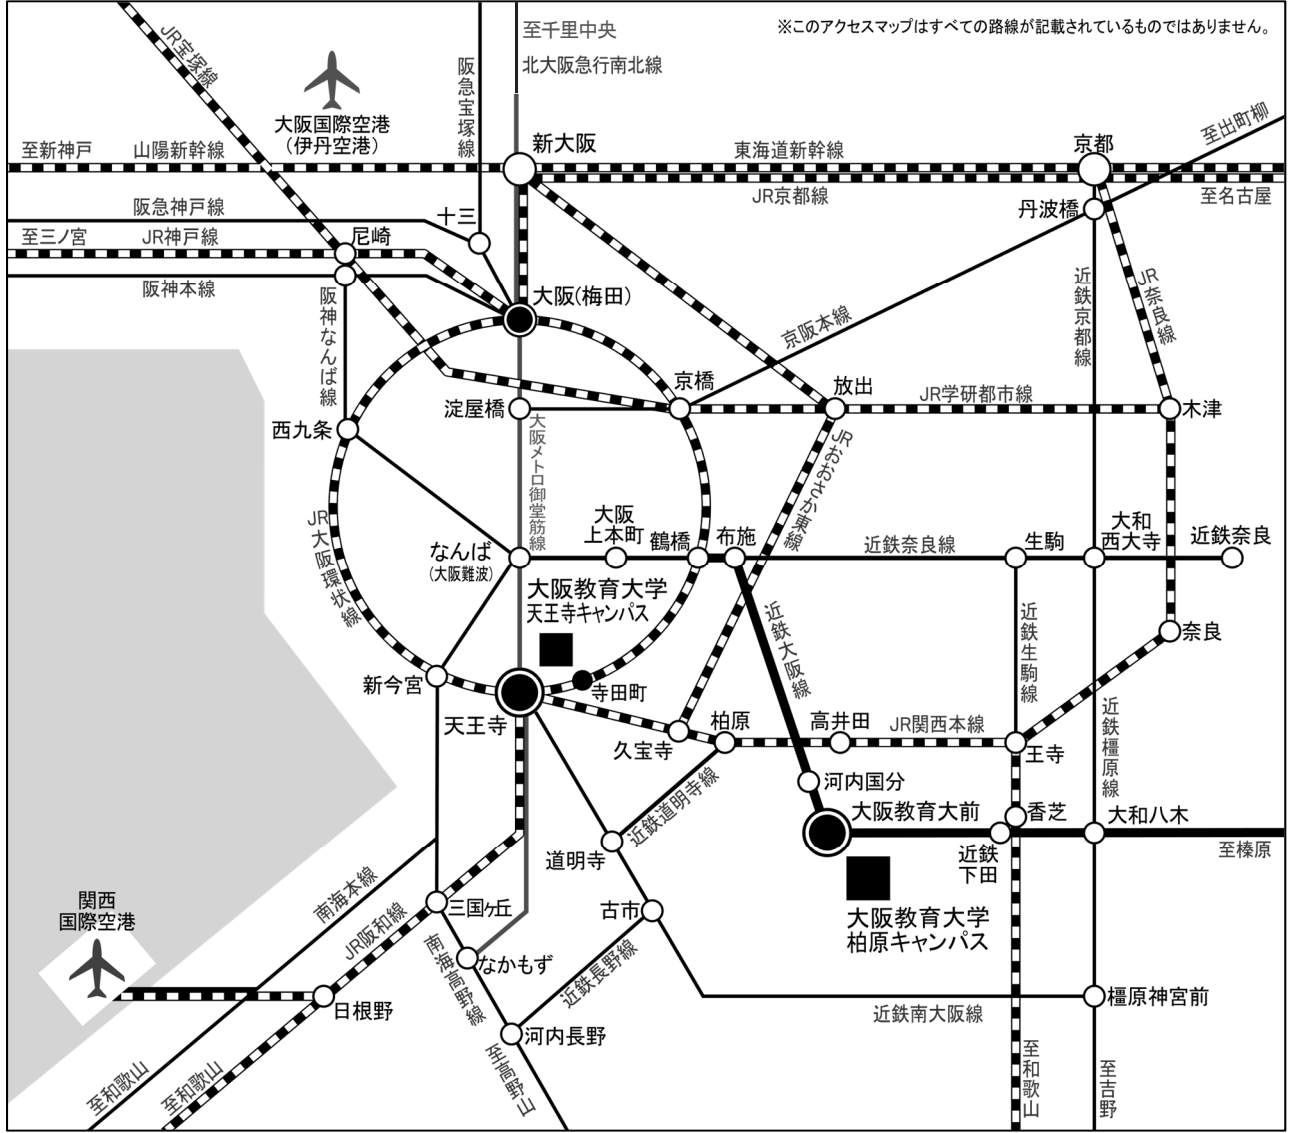 ※このアクセスマップはすべての路線が記載されているものではありません。
至千里中央
北大阪急行南北線
JR宝塚線
阪急宝塚線
大阪国際空港
（伊丹空港）
至出町柳
至新神戸
山陽新幹線
新大阪
東海道新幹線
京都
JR京都線
至名古屋
阪急神戸線
十三
丹波橋
至三ノ宮
JR神戸線
尼崎
阪神本線
阪神なんば線
大阪(梅田)
近鉄京都線
JR奈良線
京阪本線
京橋
放出
JR学研都市線
木津
淀屋橋
西九条
大阪メトロ御堂筋線
JRおおさか東線
JR大阪環状線
なんば
(大阪難波)
大阪
上本町
鶴橋
布施
近鉄奈良線
生駒
大和
西大寺
近鉄奈良
大阪教育大学
天王寺キャンパス
近鉄大阪線
近鉄生駒線
奈良
新今宮
寺田町
天王寺
久宝寺
柏原
高井田
JR関西本線
王寺
近鉄橿原線
河内国分
近鉄道明寺線
大阪教育大前
香芝
大和八木
至榛原
道明寺
近鉄
下田
南海本線
関西
国際空港
JR阪和線
三国ケ丘
古市
大阪教育大学
柏原キャンパス
南海高野線
なかもず
近鉄長野線
日根野
近鉄南大阪線
橿原神宮前
河内長野
至和歌山
至和歌山
至高野山
至和歌山
至吉野